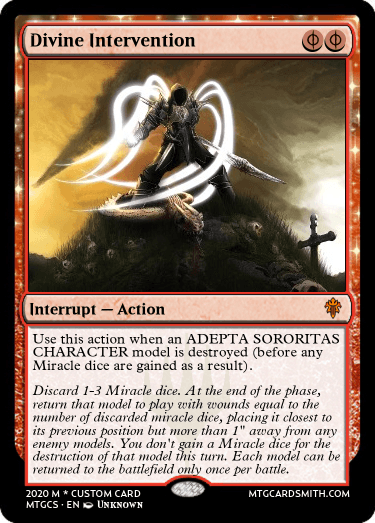 Divine Intervention
Interrupt — Action
Use this action when an ADEPTA SORORITAS
CHARACTER model is destroyed (before any
Miracle dice are gained as a result).
Discard 1-3 Miracle dice. At the end of the phase,
return that model to play with wounds equal to the
number of discarded miracle dice, placing it closest to
its previous position but more than 1" away from any
enemy models. You don't gain a Miracle dice for the
destruction of that model this turn. Each model can be
returned to the battlefield only once per battle.
2020 M * CUSTOM CARD
MTGCS · EN Unknown
MTGCARDSMITH.COM